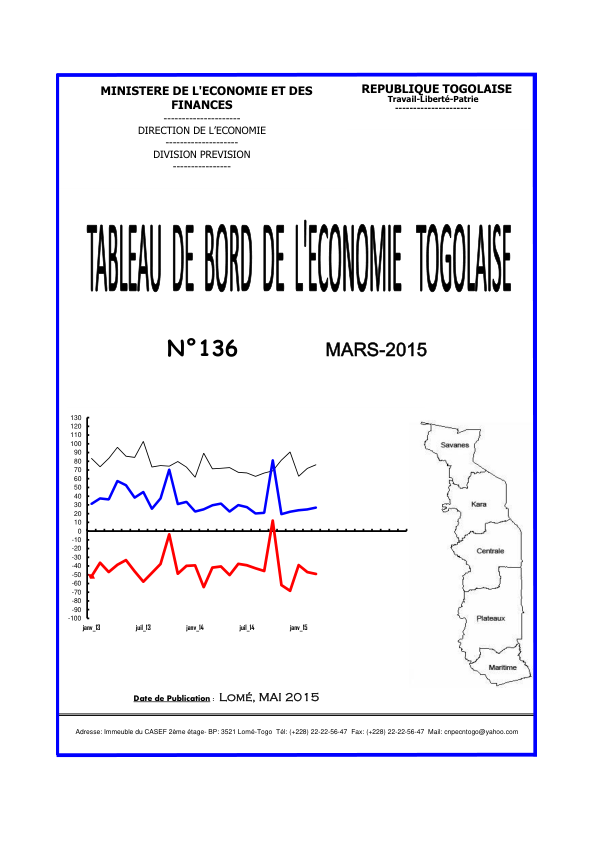 MINISTERE DE L'ECONOMIE ET DES
FINANCES
---------------------
DIRECTION DE L'ECONOMIE
--------------------
DIVISION PREVISION
----------------
REPUBLIQUE TOGOLAISE
Travail-Liberté-Patrie
---------------------
TABLEAU DE BORD DE L'ECONOMIE TOGOLAISE
N°136 MARS-2015
130
120
110
100
90
80
70
60
50
40
30
20
10
0
-10
-20
-30
-40
-50
-60
-70
-80
-90
-100
janv_13 juil_13 janv_14 juil_14 janv_15
Savanes
Kara
Centrale
Plateaux
Maritime
Date de Publication : LOMÉ, MAI 2015
Adresse: Immeuble du CASEF 2ème étage- BP: 3521 Lomé-Togo Tél: (+228) 22-22-56-47 Fax: (+228) 22-22-56-47 Mail: cnpecntogo@yahoo.com